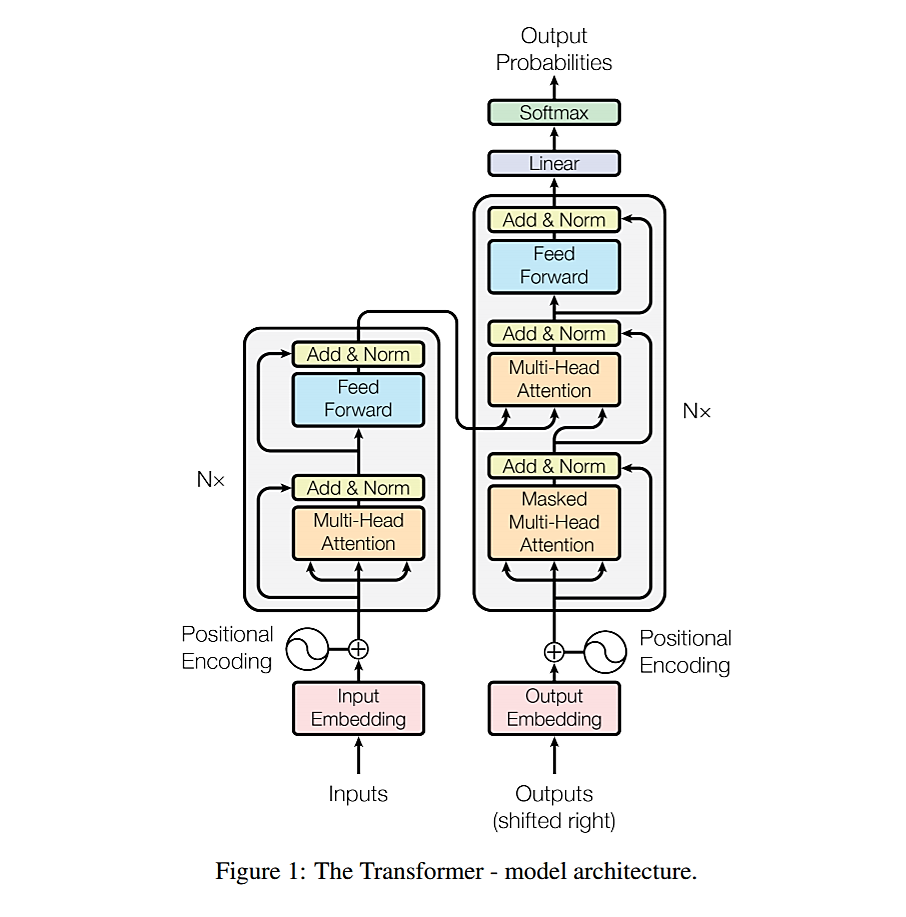 Output
Probabilities
Softmax
Linear
Add & Norm
Feed
Forward
Add & Norm
Multi-Head
Attention
Add & Norm
Masked
Multi-Head
Attention
Nx
Add & Norm
Feed
Forward
Add & Norm
Multi-Head
Attention
Nx
Positional
Encoding
Positional
Encoding
Input
Embedding
Output
Embedding
Inputs
Outputs
(shifted right)
Figure 1: The Transformer - model architecture.